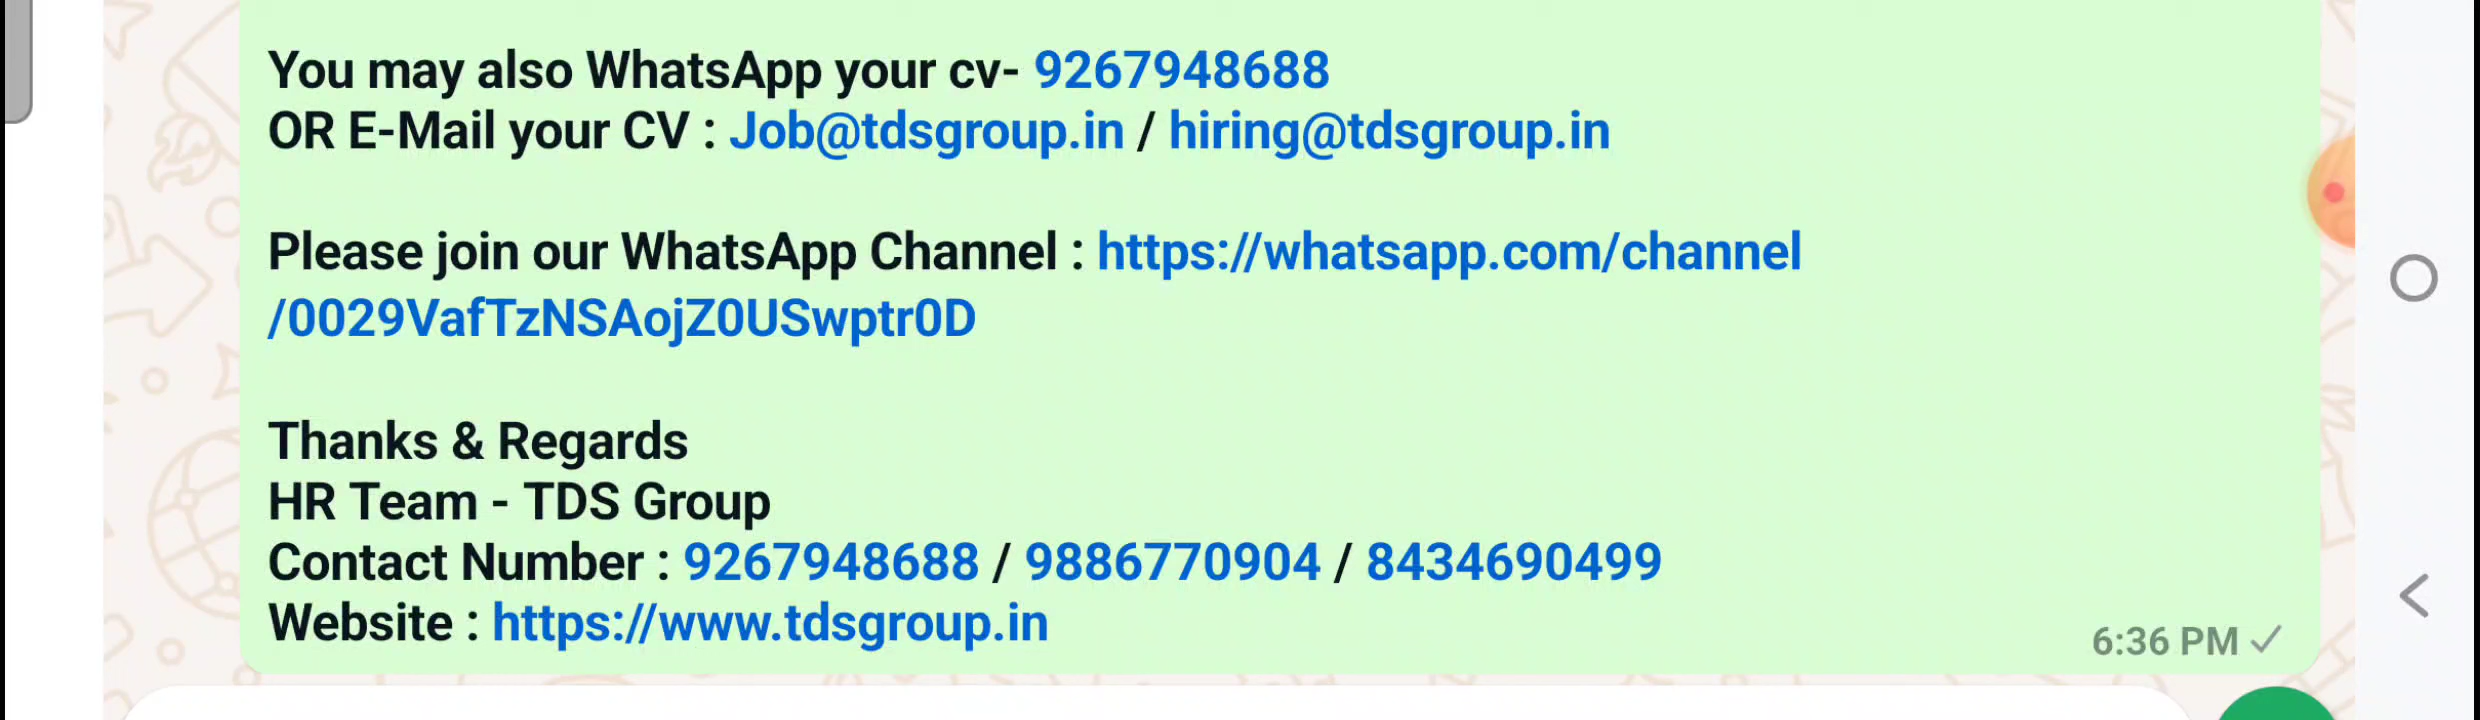 You may also WhatsApp your cv- 9267948688
OR E-Mail your CV : Job@tdsgroup.in / hiring@tdsgroup.in
Please join our WhatsApp Channel : https://whatsapp.com/channel
/0029VafTzNSAojZ0USwptr0D
Thanks & Regards
HR Team - TDS Group
Contact Number : 9267948688 / 9886770904 / 8434690499
Website : https://www.tdsgroup.in
6:36 PM